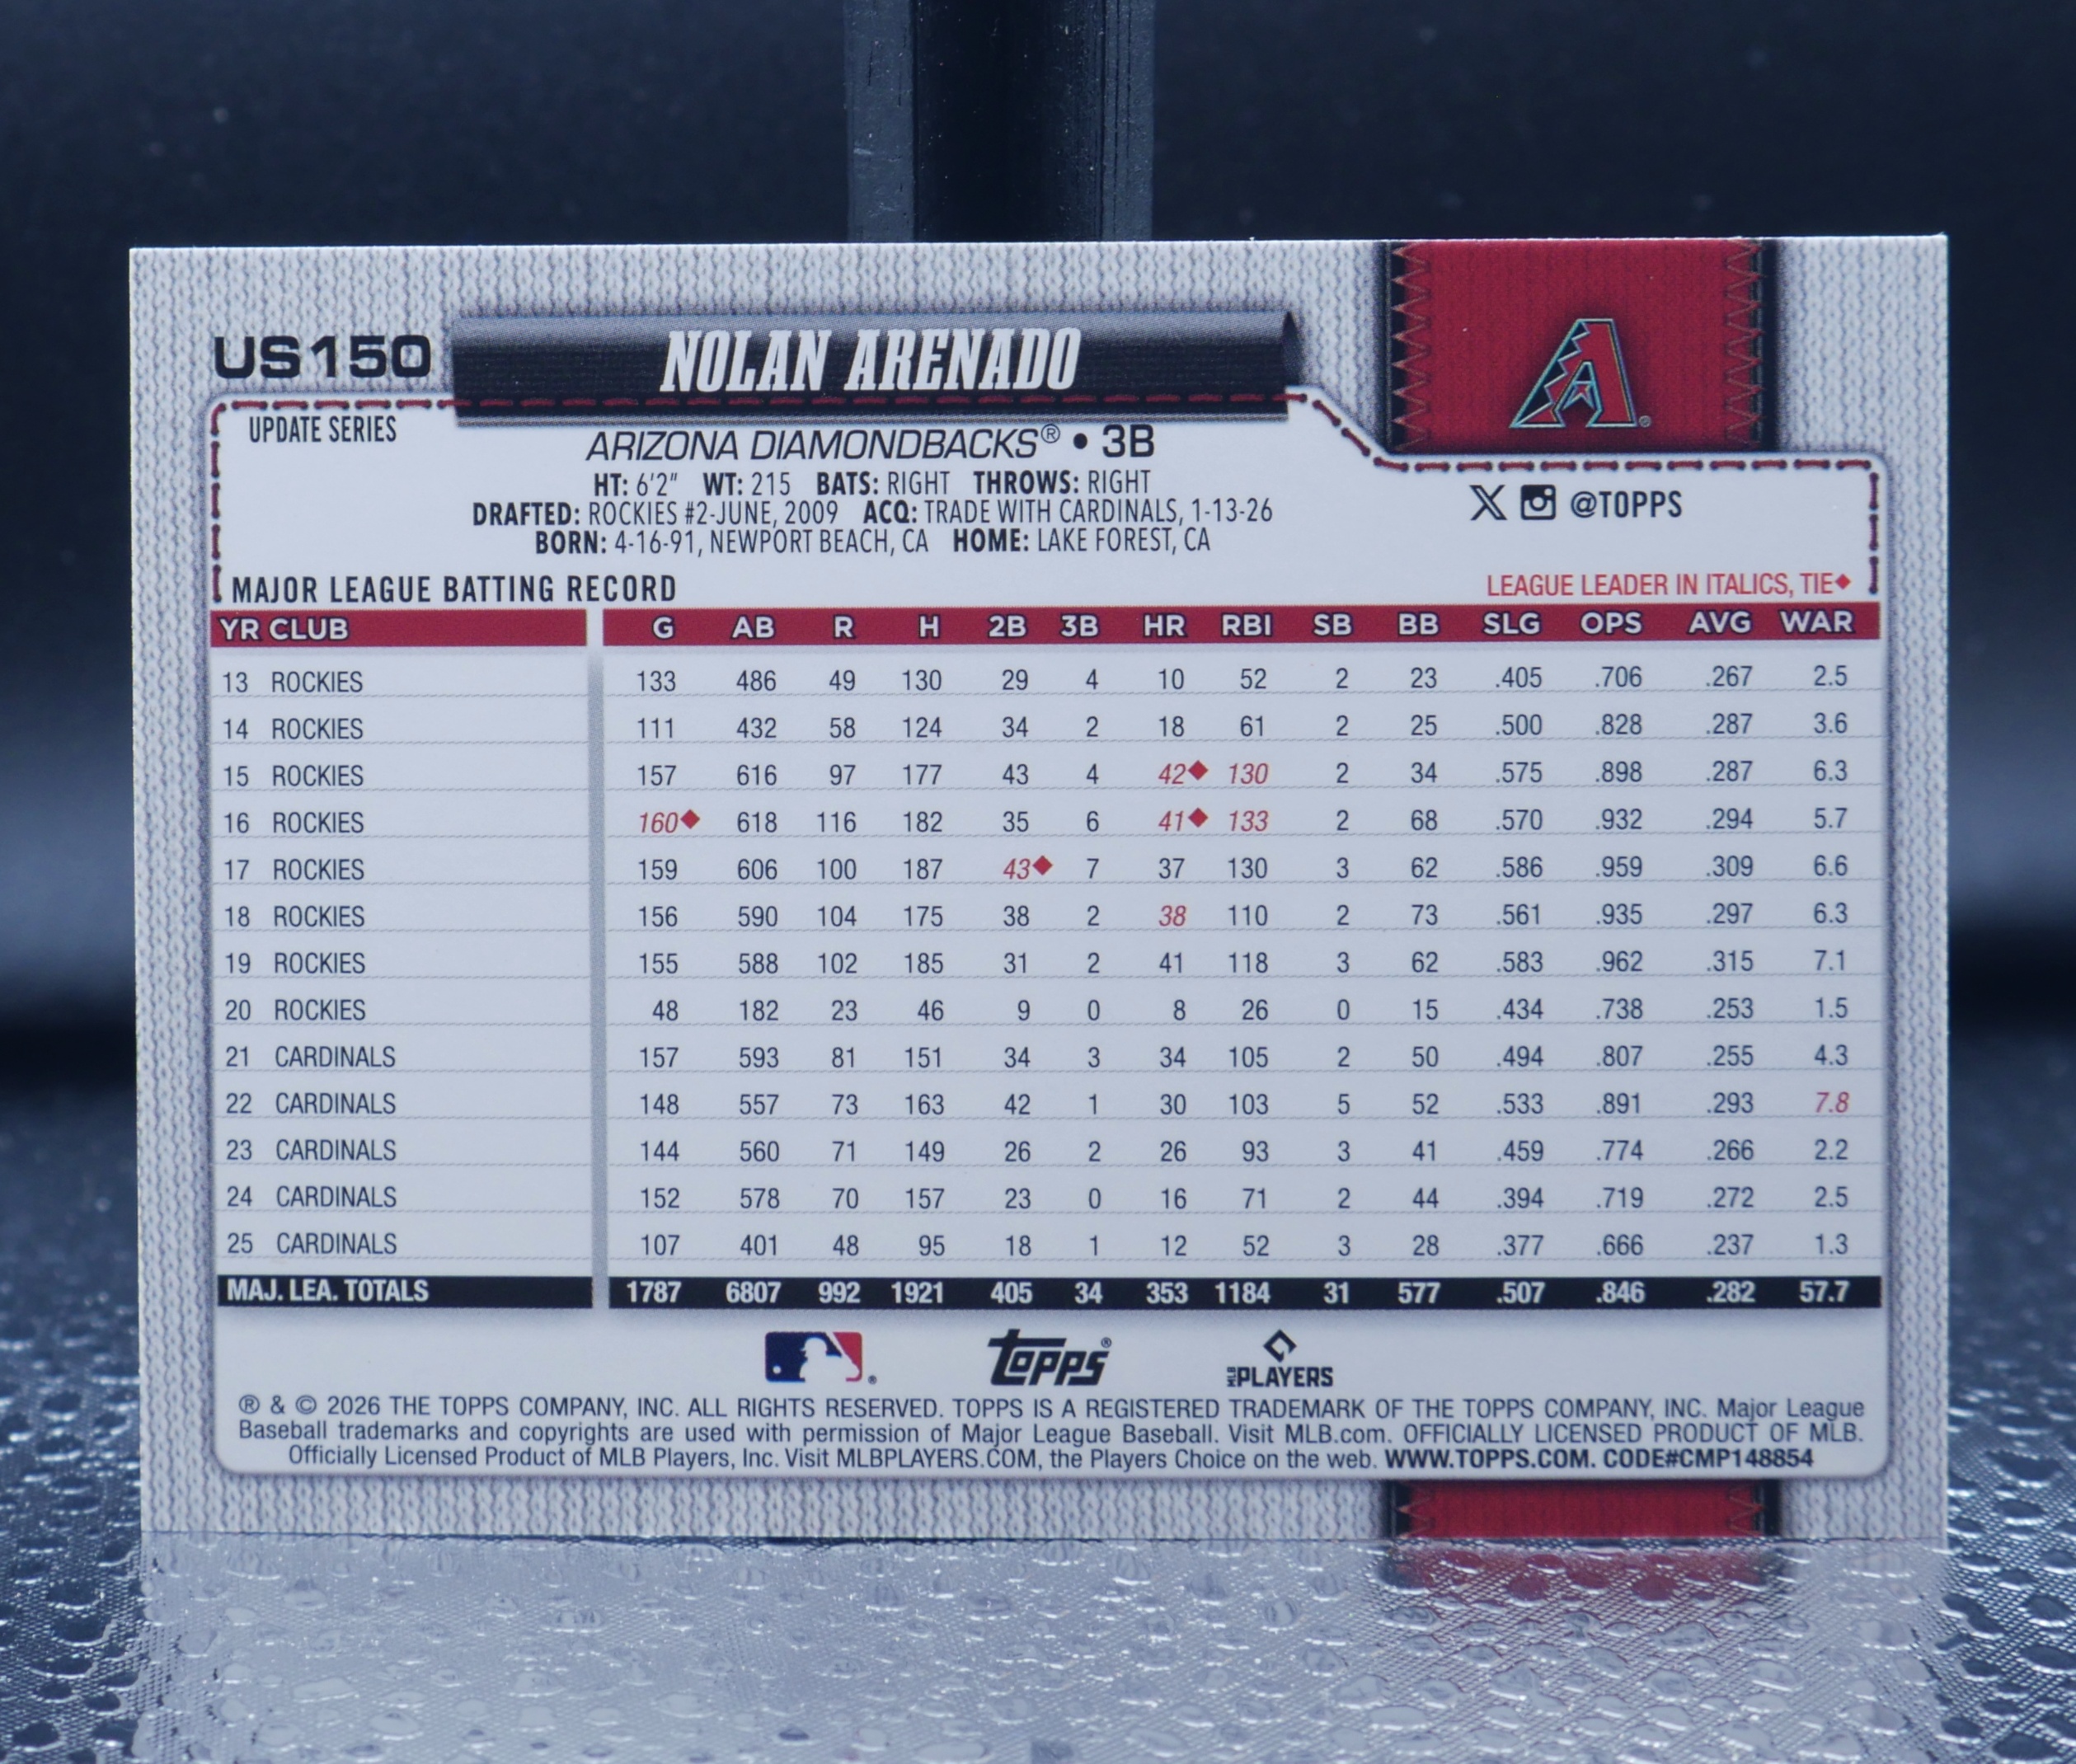 US150
NOLAN ARENADO
A®
UPDATE SERIES
ARIZONA DIAMONDBACKS® • 3B
HT: 6'2" WT: 215 BATS: RIGHT THROWS: RIGHT
DRAFTED: ROCKIES #2-JUNE, 2009 ACQ: TRADE WITH CARDINALS, 1-13-26
BORN: 4-16-91, NEWPORT BEACH, CA HOME: LAKE FOREST, CA
@TOPPS
MAJOR LEAGUE BATTING RECORD
LEAGUE LEADER IN ITALICS, TIE◆
YR CLUB G AB R H 2B 3B HR RBI SB BB SLG OPS AVG WAR
13 ROCKIES 133 486 49 130 29 4 10 52 2 23 .405 .706 .267 2.5
14 ROCKIES 111 432 58 124 34 2 18 61 2 25 .500 .828 .287 3.6
15 ROCKIES 157 616 97 177 43 4 42◆ 130 2 34 .575 .898 .287 6.3
16 ROCKIES 160◆ 618 116 182 35 6 41◆ 133 2 68 .570 .932 .294 5.7
17 ROCKIES 159 606 100 187 43◆ 7 37 130 3 62 .586 .959 .309 6.6
18 ROCKIES 156 590 104 175 38 2 38 110 2 73 .561 .935 .297 6.3
19 ROCKIES 155 588 102 185 31 2 41 118 3 62 .583 .962 .315 7.1
20 ROCKIES 48 182 23 46 9 0 8 26 0 15 .434 .738 .253 1.5
21 CARDINALS 157 593 81 151 34 3 34 105 2 50 .494 .807 .255 4.3
22 CARDINALS 148 557 73 163 42 1 30 103 5 52 .533 .891 .293 7.8
23 CARDINALS 144 560 71 149 26 2 26 93 3 41 .459 .774 .266 2.2
24 CARDINALS 152 578 70 157 23 0 16 71 2 44 .394 .719 .272 2.5
25 CARDINALS 107 401 48 95 18 1 12 52 3 28 .377 .666 .237 1.3
MAJ. LEA. TOTALS 1787 6807 992 1921 405 34 353 1184 31 577 .507 .846 .282 57.7
topps®
MLB PLAYERS
® & © 2026 THE TOPPS COMPANY, INC. ALL RIGHTS RESERVED. TOPPS IS A REGISTERED TRADEMARK OF THE TOPPS COMPANY, INC. Major League
Baseball trademarks and copyrights are used with permission of Major League Baseball. Visit MLB.com. OFFICIALLY LICENSED PRODUCT OF MLB.
Officially Licensed Product of MLB Players, Inc. Visit MLBPLAYERS.COM, the Players Choice on the web. WWW.TOPPS.COM. CODE#CMP148854